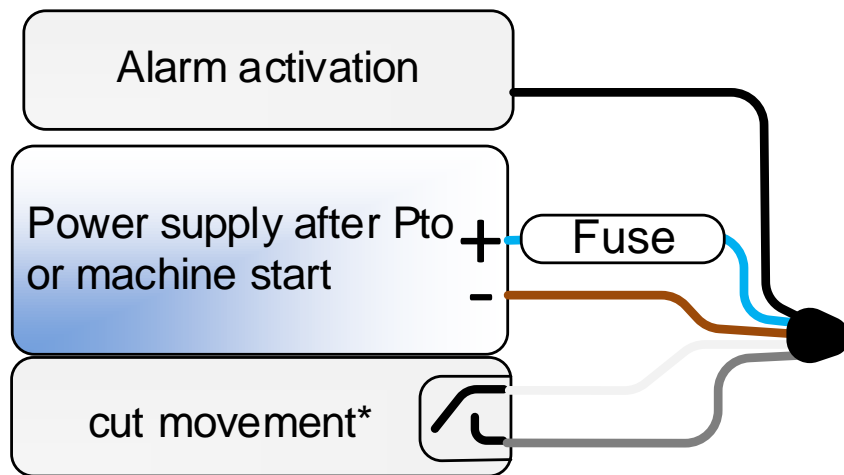 Alarm activation
Power supply after Pto
or machine start
+
Fuse
-
cut movement*